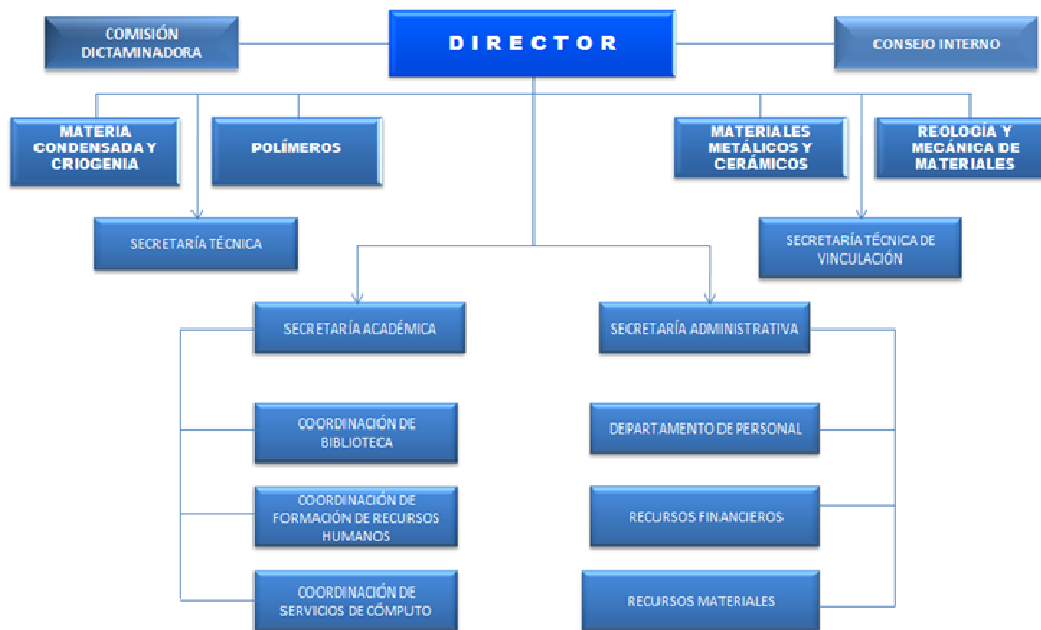 COMISIÓN
DICTAMINADORA
DIRECTOR
CONSEJO INTERNO
MATERIA
CONDENSADA Y
CRIOGENIA
POLÍMEROS
MATERIALES
METÁLICOS Y
CERÁMICOS
REOLOGÍA Y
MECÁNICA DE
MATERIALES
SECRETARÍA TÉCNICA
SECRETARÍA TÉCNICA DE
VINCULACIÓN
SECRETARÍA ACADÉMICA
SECRETARÍA ADMINISTRATIVA
COORDINACIÓN DE
BIBLIOTECA
DEPARTAMENTO DE PERSONAL
COORDINACIÓN DE
FORMACIÓN DE RECURSOS
HUMANOS
RECURSOS FINANCIEROS
COORDINACIÓN DE
SERVICIOS DE CÓMPUTO
RECURSOS MATERIALES